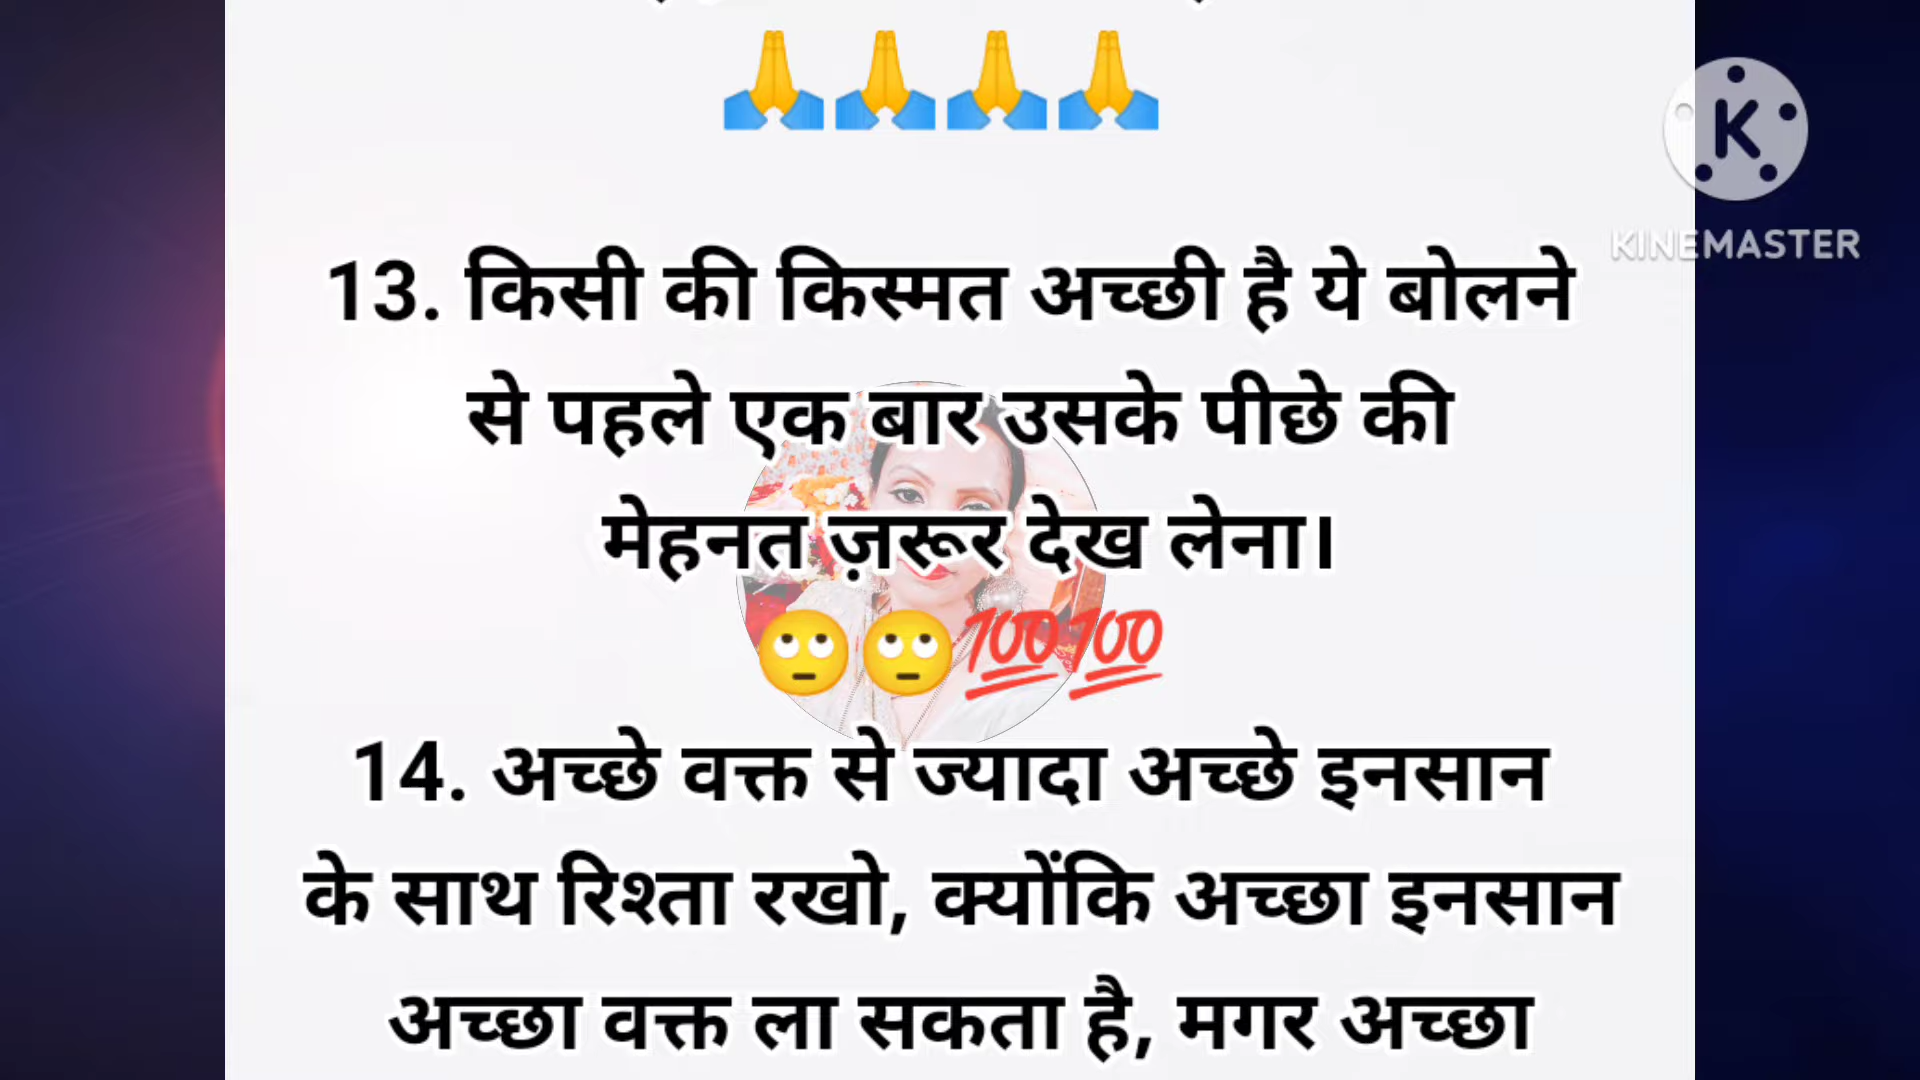 🙏🙏🙏🙏
K
KINEMASTER
13. किसी की किस्मत अच्छी है ये बोलने
से पहले एक बार उसके पीछे की
मेहनत ज़रूर देख लेना।
🙄🙄💯💯
14. अच्छे वक्त से ज्यादा अच्छे इनसान
के साथ रिश्ता रखो, क्योंकि अच्छा इनसान
अच्छा वक्त ला सकता है, मगर अच्छा